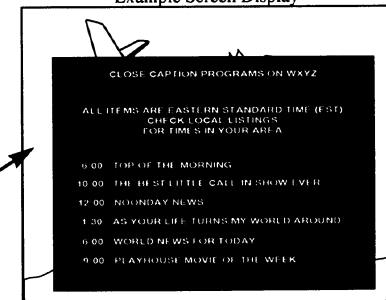 Example Screen Display
CLOSE CAPTION PROGRAMS ON WXYZ
ALL ITEMS ARE EASTERN STANDARD TIME (EST)
CHECK LOCAL LISTINGS
FOR TIMES IN YOUR AREA
6:00 TOP OF THE MORNING
10:00 THE BEST LITTLE CALL IN SHOW EVER
12:00 NOONDAY NEWS
1:30 AS YOUR LIFE TURNS MY WORLD AROUND
6:00 WORLD NEWS FOR TODAY
9:00 PLAYHOUSE MOVIE OF THE WEEK